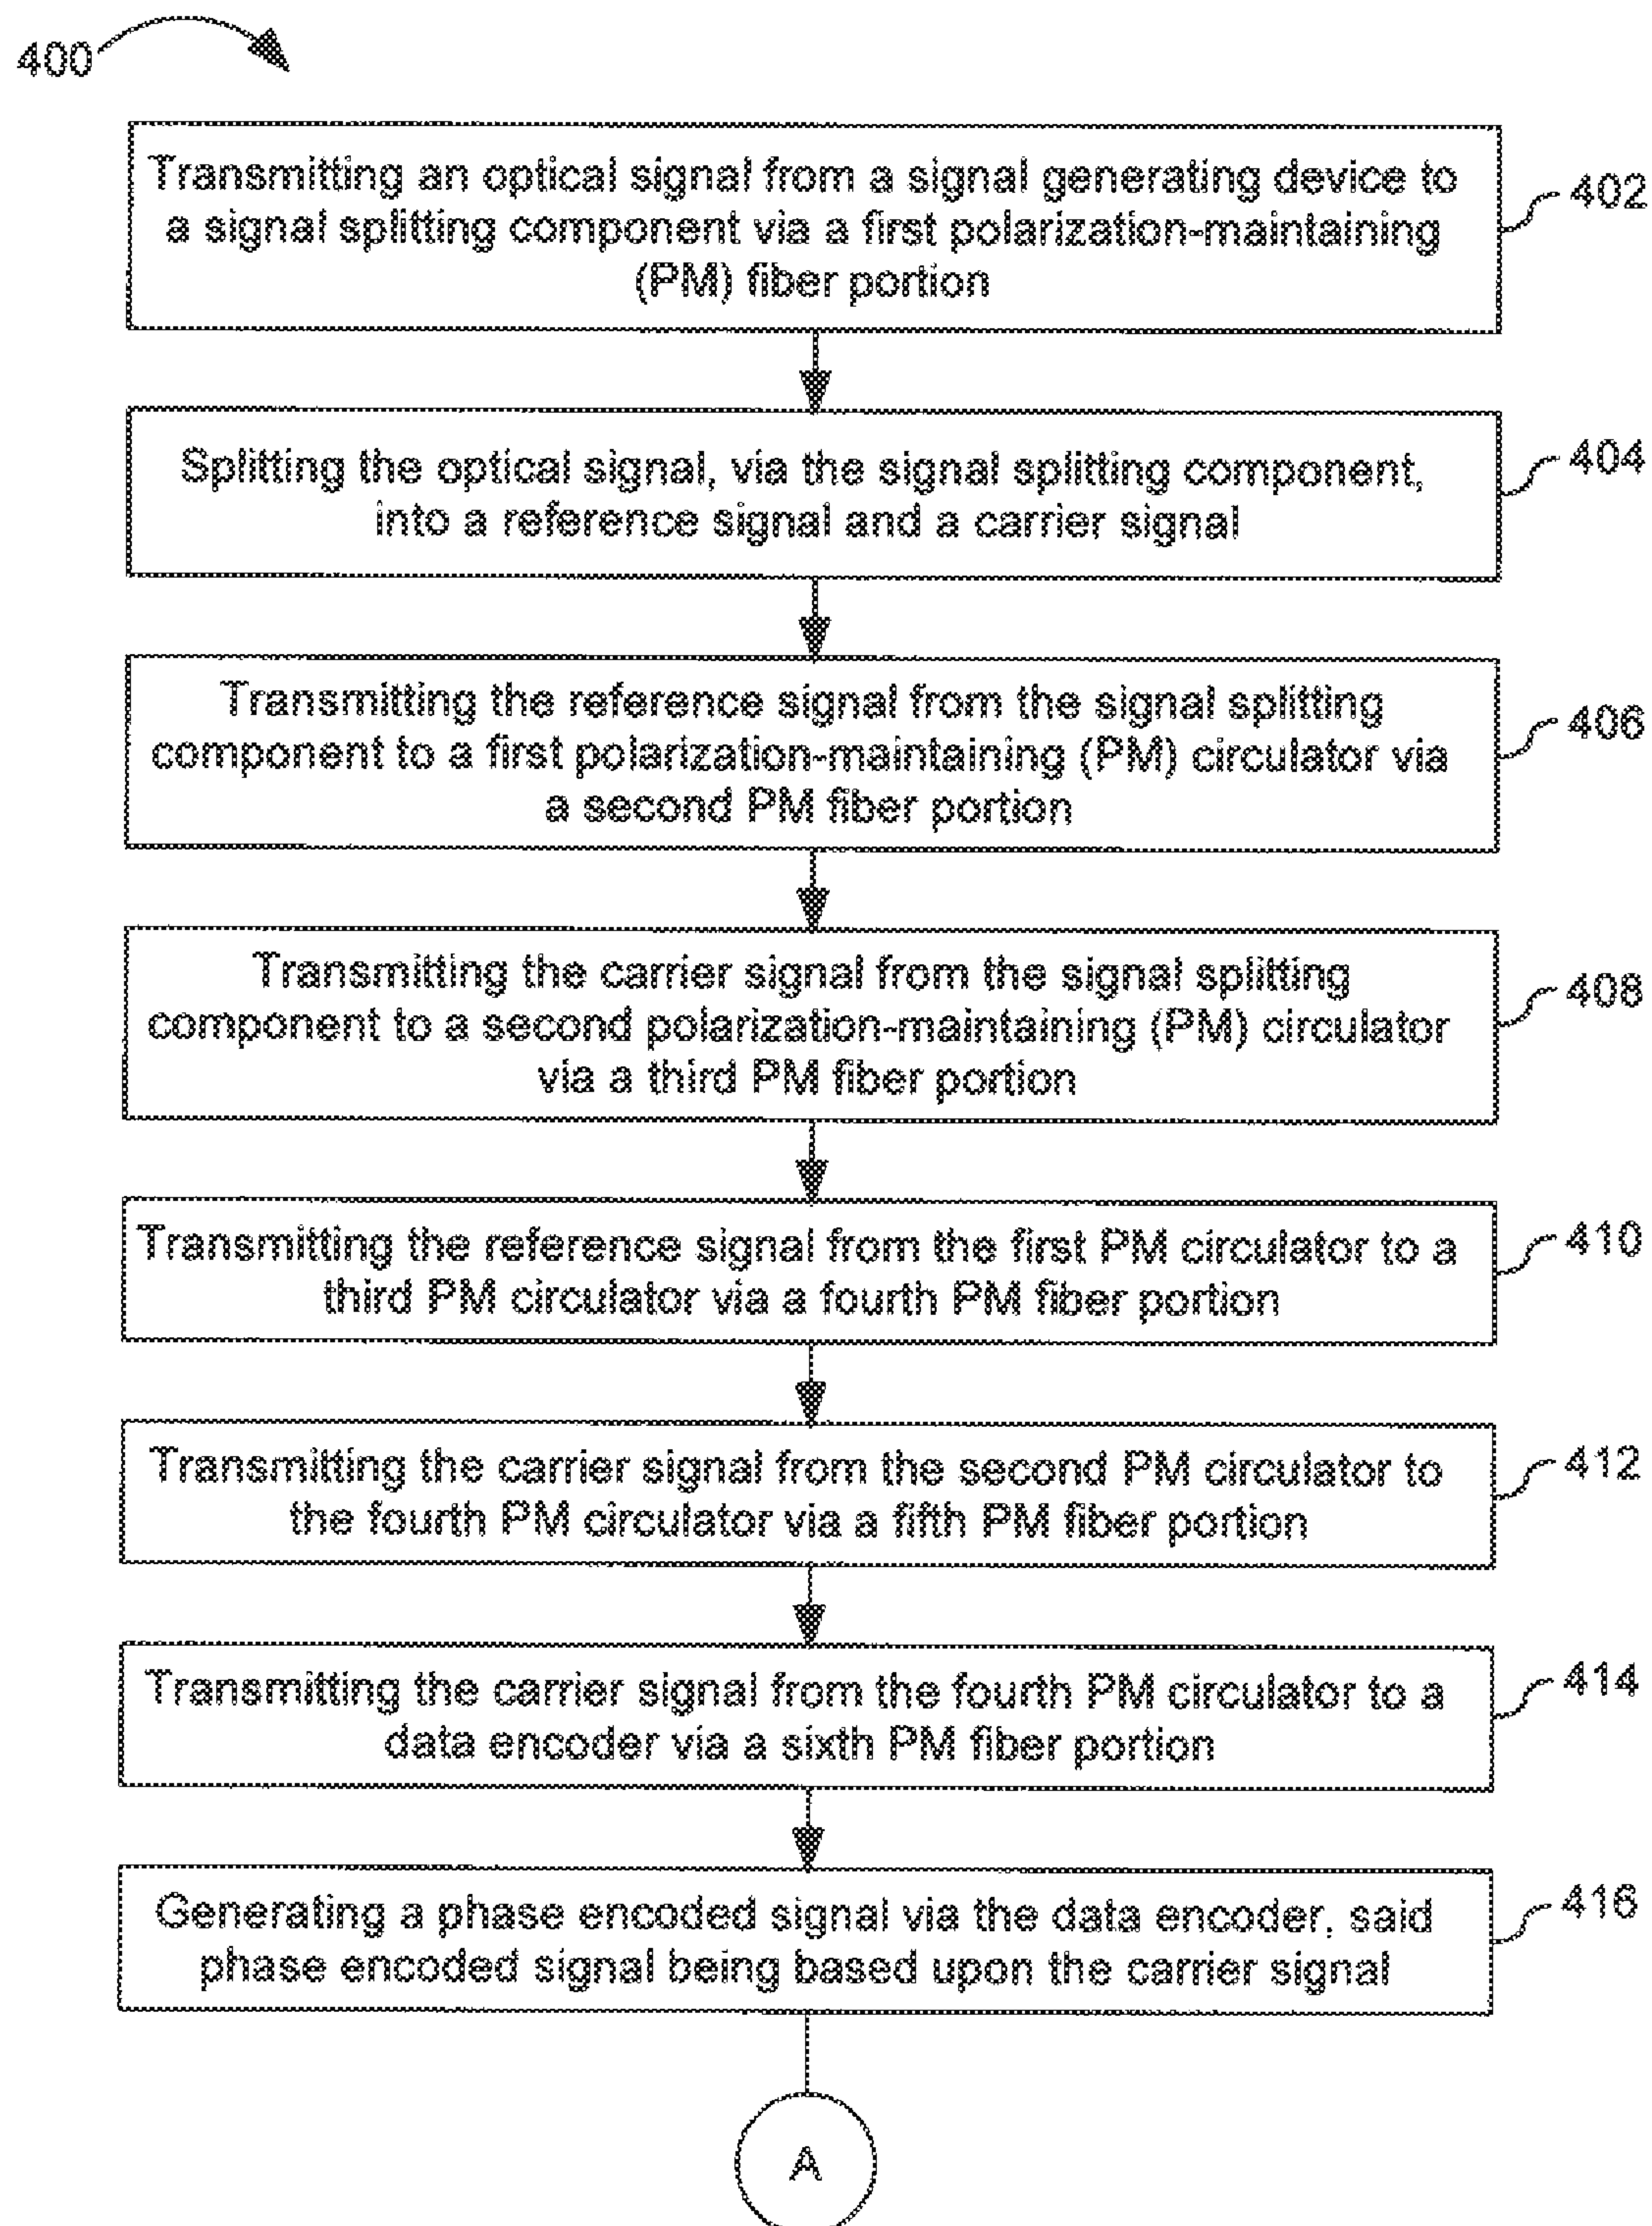 400
Transmitting an optical signal from a signal generating device to
a signal splitting component via a first polarization-maintaining
(PM) fiber portion
402
Splitting the optical signal, via the signal splitting component,
into a reference signal and a carrier signal
404
Transmitting the reference signal from the signal splitting
component to a first polarization-maintaining (PM) circulator via
a second PM fiber portion
406
Transmitting the carrier signal from the signal splitting
component to a second polarization-maintaining (PM) circulator
via a third PM fiber portion
408
Transmitting the reference signal from the first PM circulator to a
third PM circulator via a fourth PM fiber portion
410
Transmitting the carrier signal from the second PM circulator to
the fourth PM circulator via a fifth PM fiber portion
412
Transmitting the carrier signal from the fourth PM circulator to a
data encoder via a sixth PM fiber portion
414
Generating a phase encoded signal via the data encoder, said
phase encoded signal being based upon the carrier signal
416
A